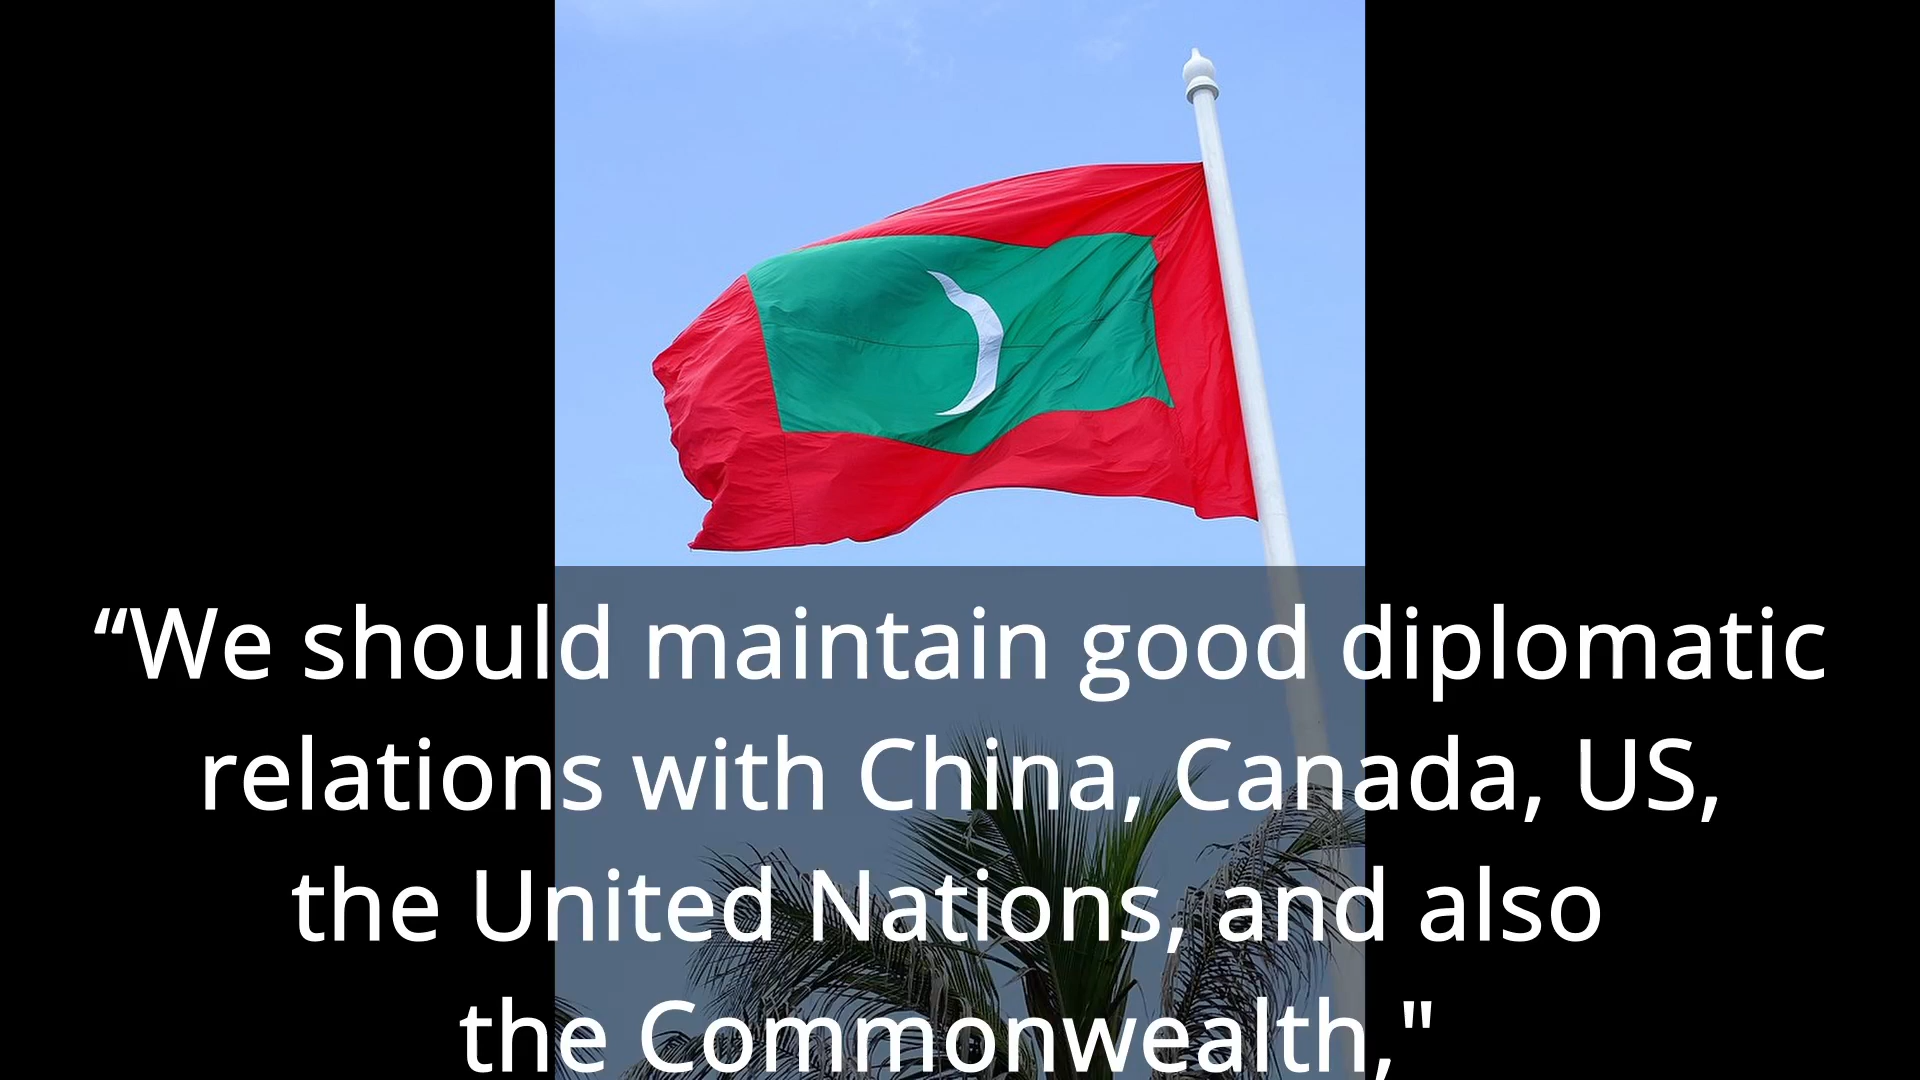 “We should maintain good diplomatic
relations with China, Canada, US,
the United Nations, and also
the Commonwealth,"